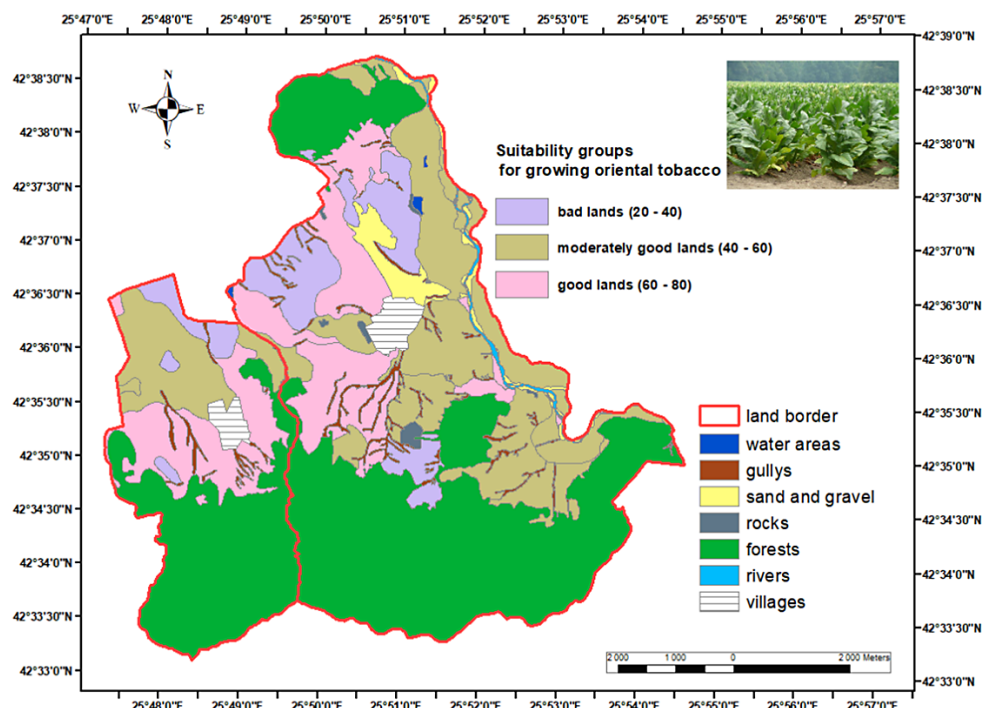 25°47'0"E 25°48'0"E 25°49'0"E 25°50'0"E 25°51'0"E 25°52'0"E 25°53'0"E 25°54'0"E 25°55'0"E 25°56'0"E 25°57'0"E
42°39'0"N
42°38'30"N
42°38'0"N
42°37'30"N
42°37'0"N
42°36'30"N
42°36'0"N
42°35'30"N
42°35'0"N
42°34'30"N
42°34'0"N
42°33'30"N
42°33'0"N
42°38'30"N
42°38'0"N
42°37'30"N
42°37'0"N
42°36'30"N
42°36'0"N
42°35'30"N
42°35'0"N
42°34'30"N
42°34'0"N
42°33'30"N
42°33'0"N
N
W E
S
Suitability groups
for growing oriental tobacco
bad lands (20 - 40)
moderately good lands (40 - 60)
good lands (60 - 80)
land border
water areas
gullys
sand and gravel
rocks
forests
rivers
villages
2 000 1 000 0 2 000 Meters
25°48'0"E 25°49'0"E 25°50'0"E 25°51'0"E 25°52'0"E 25°53'0"E 25°54'0"E 25°55'0"E 25°56'0"E 25°57'0"E